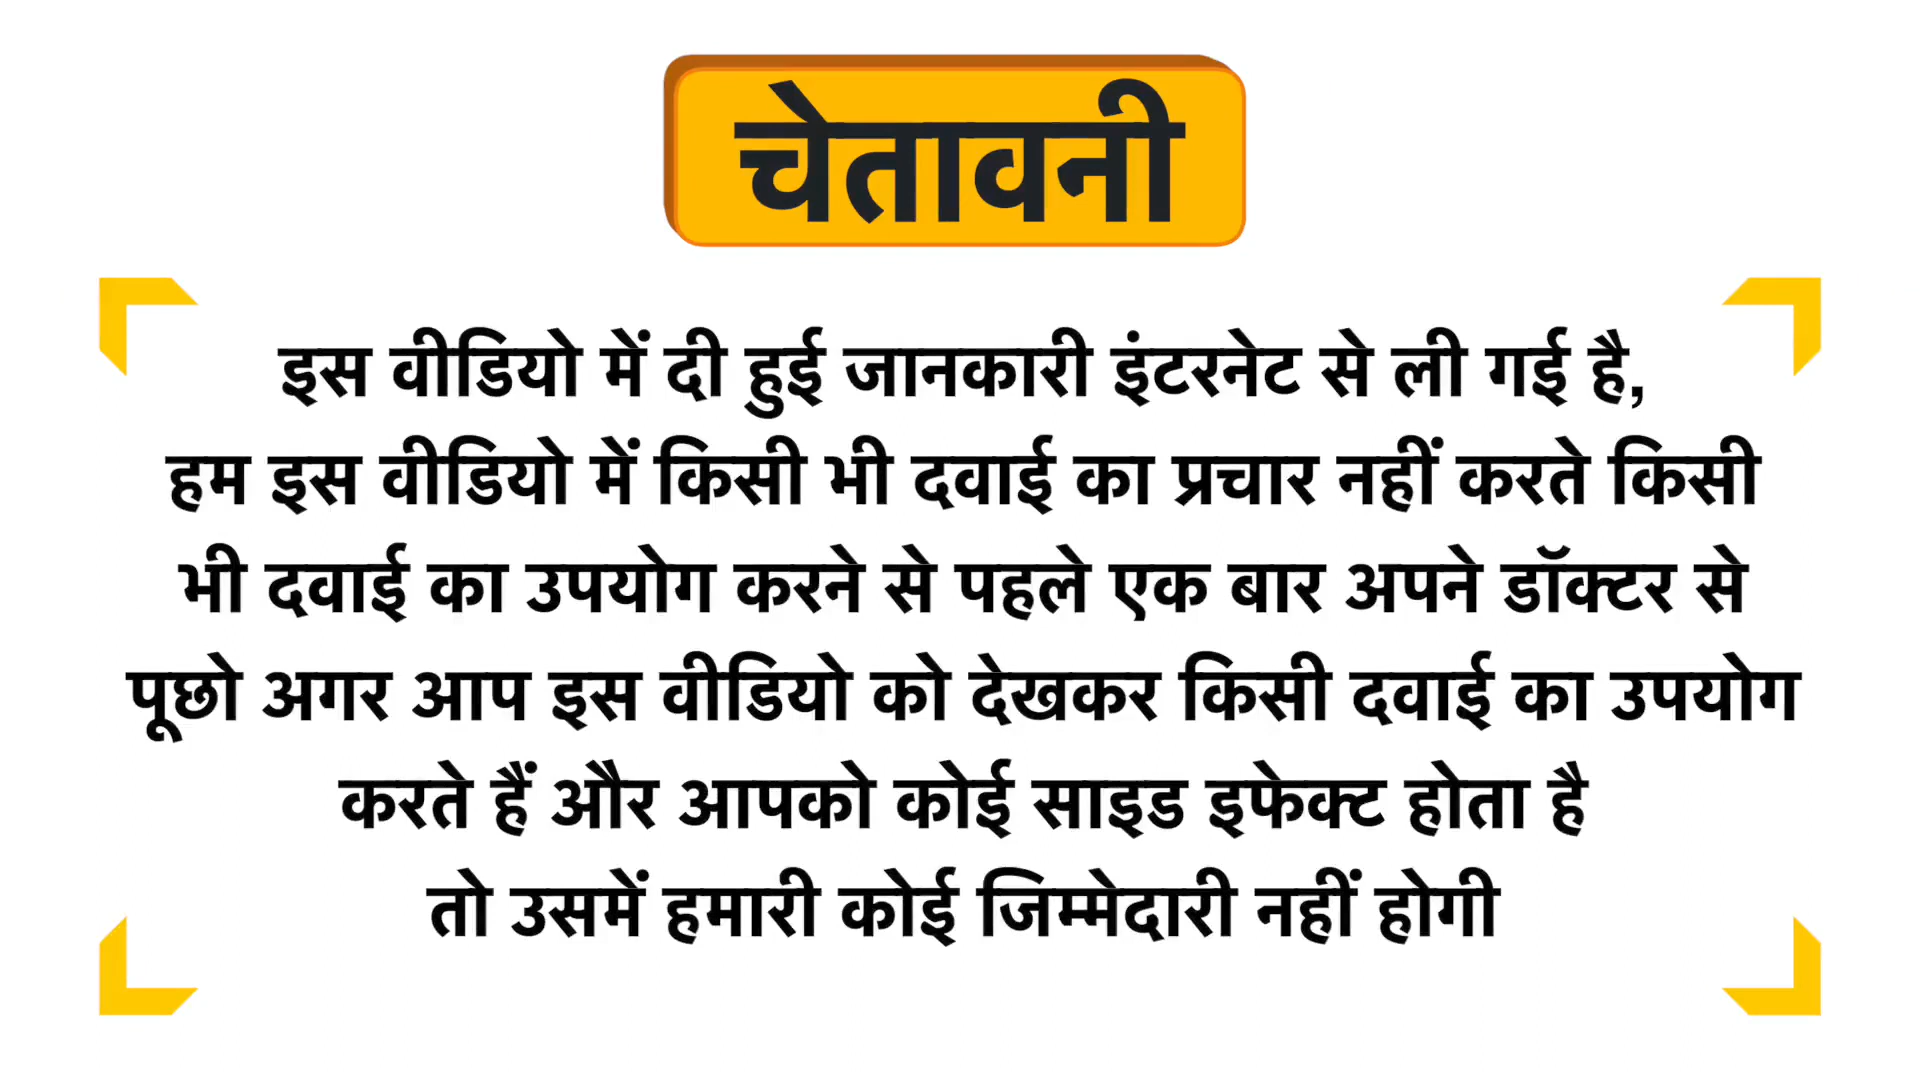 चेतावनी
इस वीडियो में दी हुई जानकारी इंटरनेट से ली गई है,
हम इस वीडियो में किसी भी दवाई का प्रचार नहीं करते किसी
भी दवाई का उपयोग करने से पहले एक बार अपने डॉक्टर से
पूछो अगर आप इस वीडियो को देखकर किसी दवाई का उपयोग
करते हैं और आपको कोई साइड इफेक्ट होता है
तो उसमें हमारी कोई जिम्मेदारी नहीं होगी